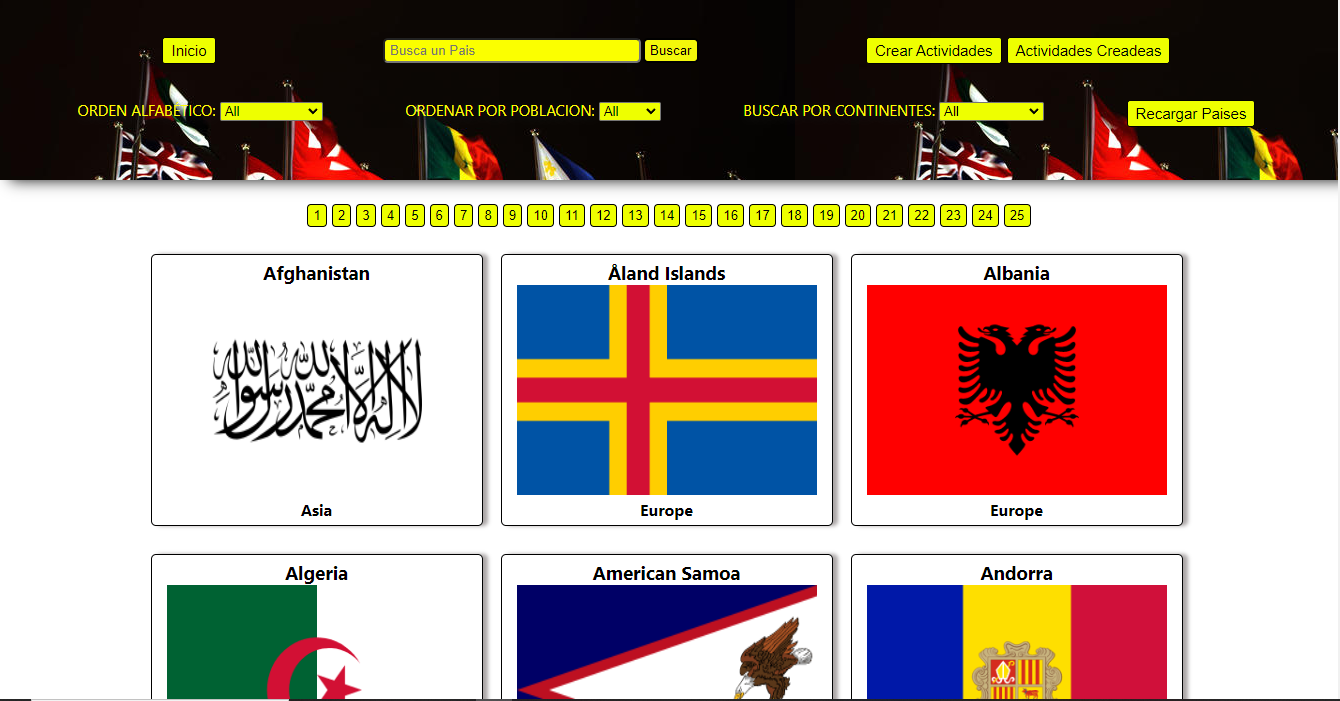 Inicio
Busca un Pais
Buscar
Crear Actividades
Actividades Creadeas
ORDEN ALFABETICO: All
ORDENAR POR POBLACION: All
BUSCAR POR CONTINENTES: All
Recargar Paises
1 2 3 4 5 6 7 8 9 10 11 12 13 14 15 16 17 18 19 20 21 22 23 24 25
Afghanistan
Åland Islands
Albania
لا إله إلا الله محمد رسول الله
Asia
Europe
Europe
Algeria
American Samoa
Andorra